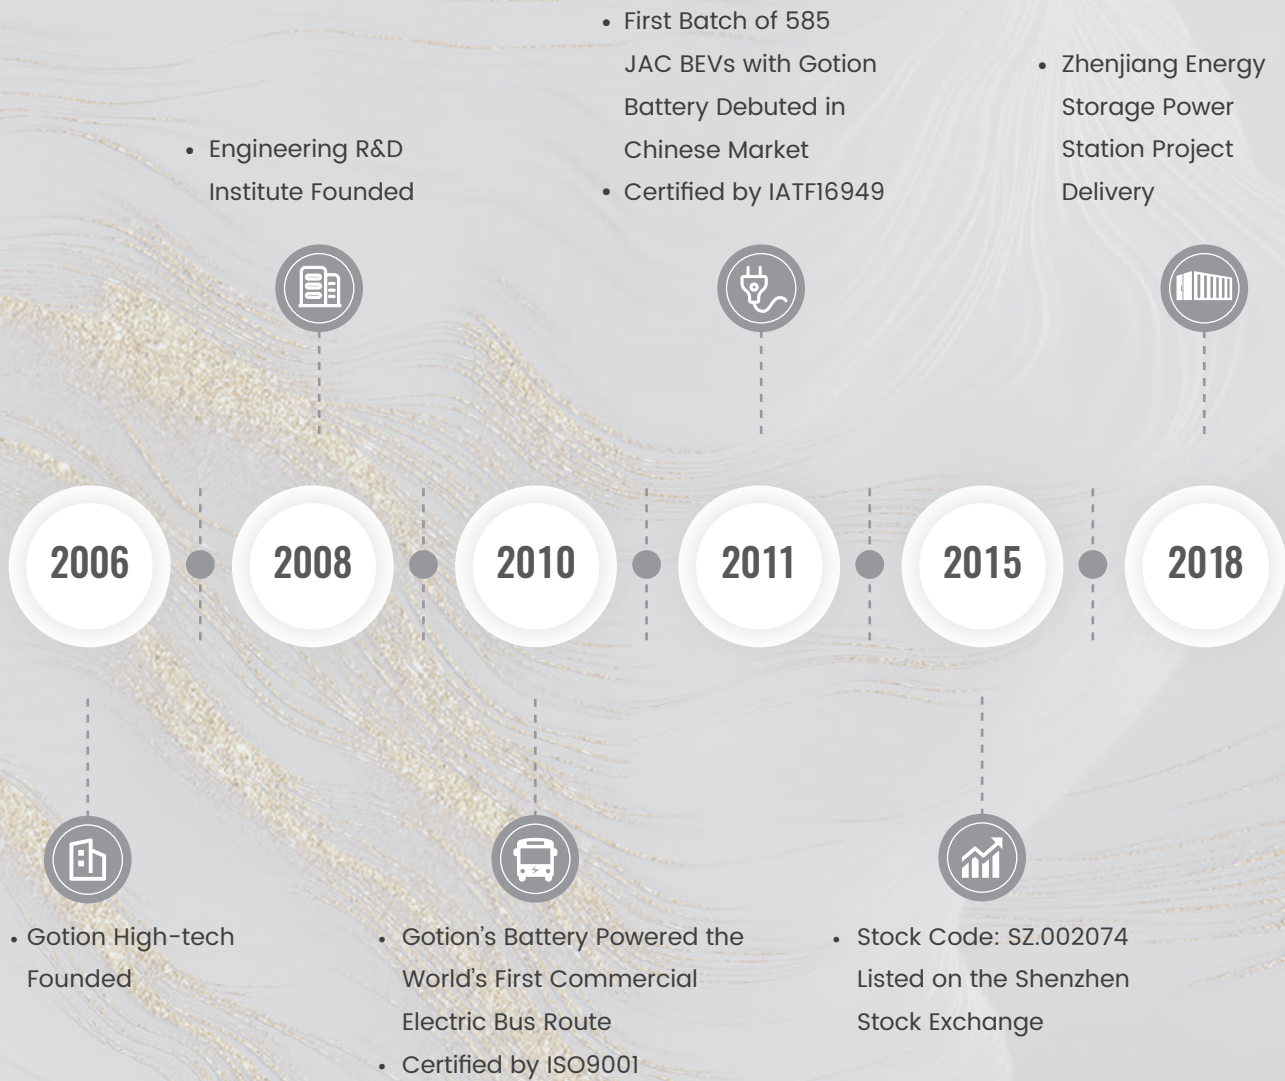 • First Batch of 585
JAC BEVs with Gotion
Battery Debuted in
Chinese Market
• Certified by IATF16949
• Zhenjiang Energy
Storage Power
Station Project
Delivery
• Engineering R&D
Institute Founded
2006
2008
2010
2011
2015
2018
• Gotion High-tech
Founded
• Gotion's Battery Powered the
World's First Commercial
Electric Bus Route
• Certified by ISO9001
• Stock Code: SZ.002074
Listed on the Shenzhen
Stock Exchange